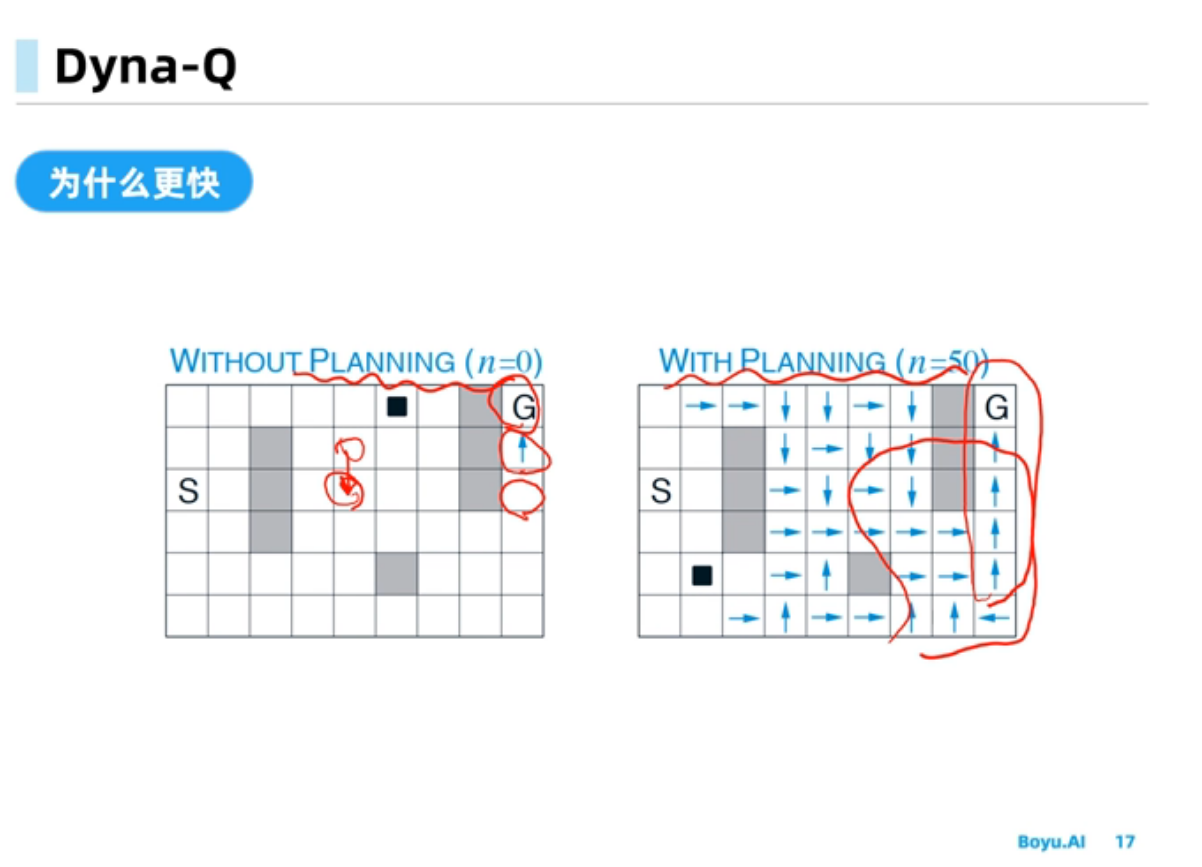 Dyna-Q
为什么更快
WITHOUT PLANNING (n=0)
G
S
WITH PLANNING (n=50)
G
S
Boyu.AI 17